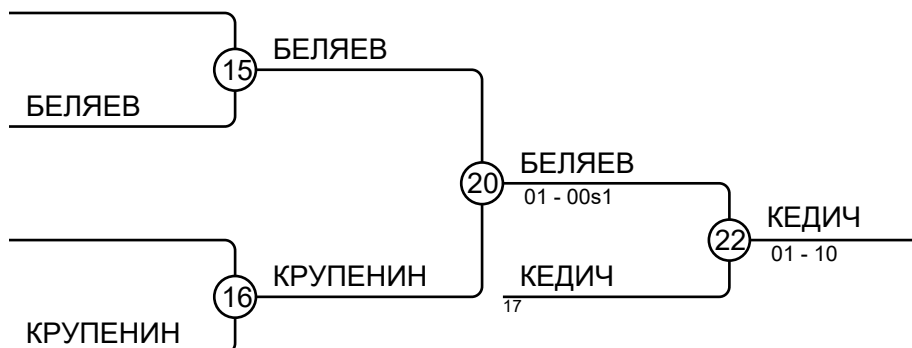 БЕЛЯЕВ
15
БЕЛЯЕВ
БЕЛЯЕВ
20
01 - 00s1
КЕДИЧ
22
01 - 10
КРУПЕНИН
КЕДИЧ
16
17
КРУПЕНИН